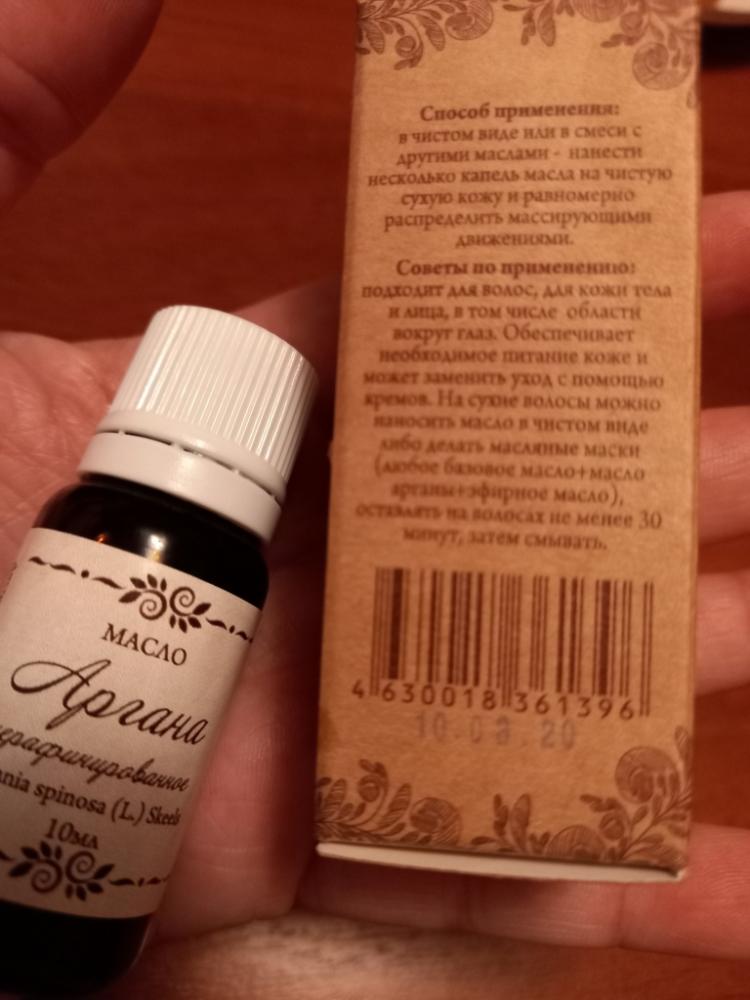 МАСЛО
Аргана
нерафинированное
ania spinosa (L.) Skeels
10мл
Способ применения:
в чистом виде или в смеси с
другими маслами - нанести
несколько капель масла на чистую
сухую кожу и равномерно
распределить массирующими
движениями.
Советы по применению:
подходит для волос, для кожи тела
и лица, в том числе области
вокруг глаз. Обеспечивает
необходимое питание коже и
может заменить уход с помощью
кремов. На сухие волосы можно
наносить масло в чистом виде
либо делать масляные маски
(любое базовое масло+масло
арганы+эфирное масло),
оставлять на волосах не менее 30
минут, затем смывать.
4 630018 361396
10.03.20